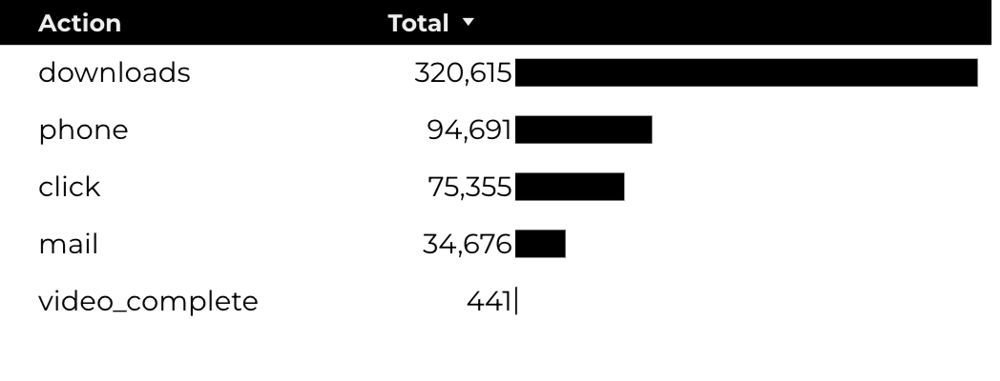 Action Total
downloads 320,615
phone 94,691
click 75,355
mail 34,676
video_complete 441